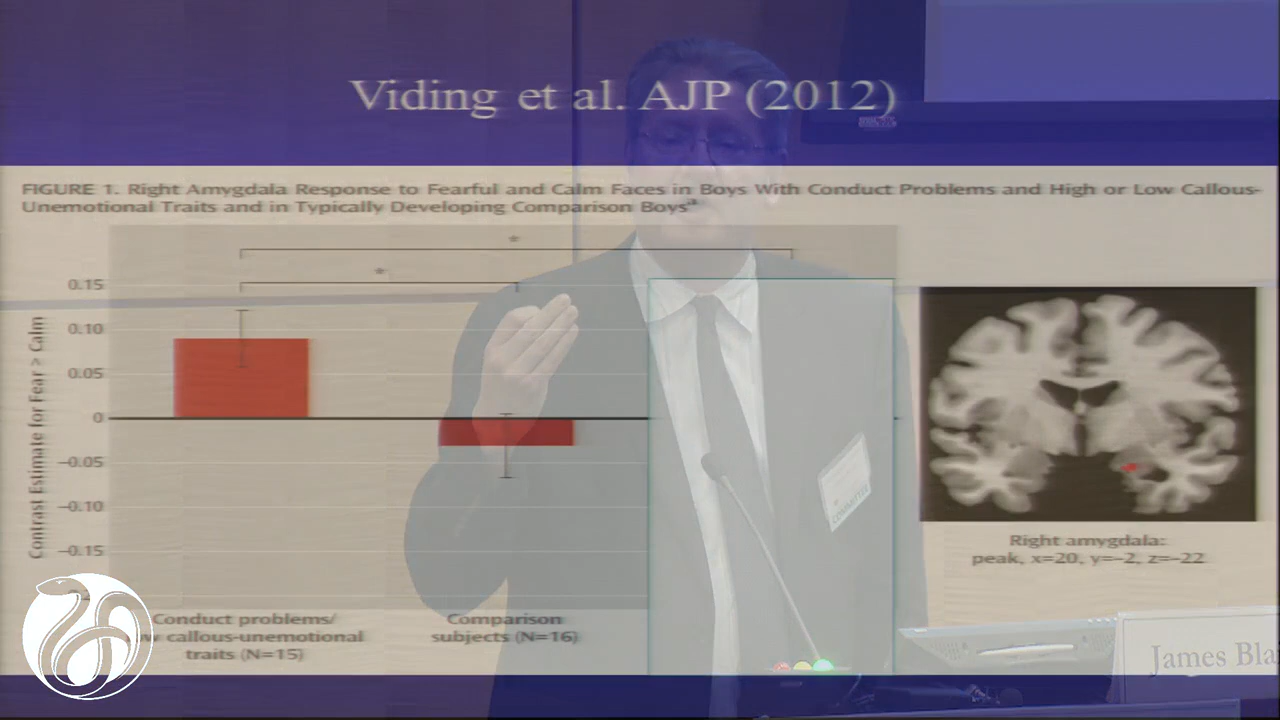 Viding et al. AJP (2012)
FIGURE 1. Right Amygdala Response to Fearful and Calm Faces in Boys With Conduct Problems and High or Low Callous-
Unemotional Traits and in Typically Developing Comparison Boysª
*
*
Contrast Estimate for Fear > Calm
0.15
0.10
0.05
0
−0.05
−0.10
−0.15
Conduct problems/
callous-unemotional
traits (N=15)
Comparison
subjects (N=16)
Right amygdala:
peak, x=20, y=−2, z=−22
James